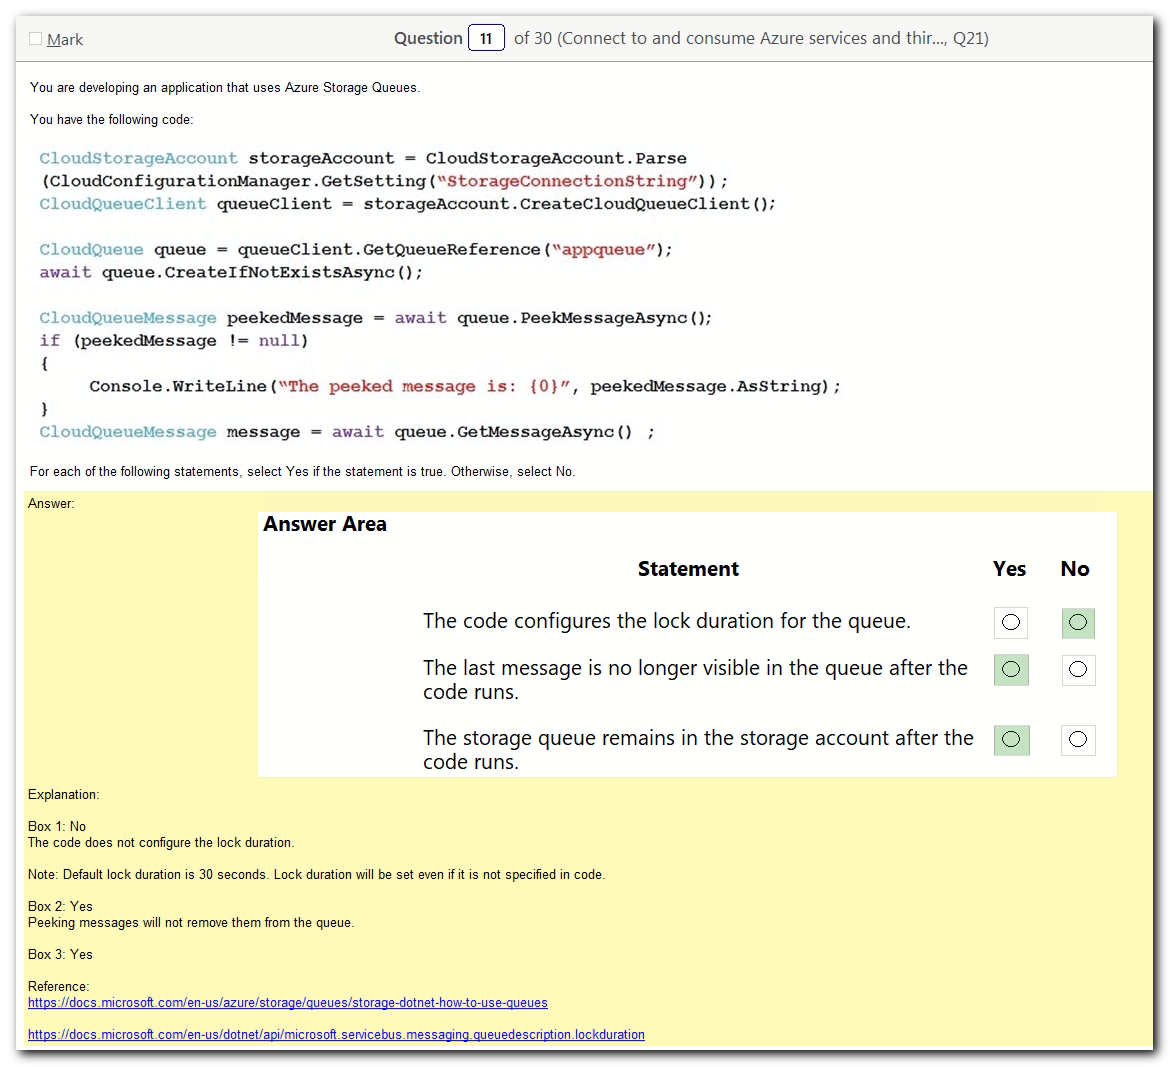 Mark Question 11 of 30 (Connect to and consume Azure services and thir..., Q21)
You are developing an application that uses Azure Storage Queues.
You have the following code:
CloudStorageAccount storageAccount = CloudStorageAccount.Parse
(CloudConfigurationManager.GetSetting(“StorageConnectionString”));
CloudQueueClient queueClient = storageAccount.CreateCloudQueueClient();
CloudQueue queue = queueClient.GetQueueReference(“appqueue”);
await queue.CreateIfNotExistsAsync();
CloudQueueMessage peekedMessage = await queue.PeekMessageAsync();
if (peekedMessage != null)
{
Console.WriteLine(“The peeked message is: {0}”, peekedMessage.AsString);
}
CloudQueueMessage message = await queue.GetMessageAsync() ;
For each of the following statements, select Yes if the statement is true. Otherwise, select No.
Answer:
Answer Area
Statement Yes No
The code configures the lock duration for the queue.
The last message is no longer visible in the queue after the
code runs.
The storage queue remains in the storage account after the
code runs.
Explanation:
Box 1: No
The code does not configure the lock duration.
Note: Default lock duration is 30 seconds. Lock duration will be set even if it is not specified in code.
Box 2: Yes
Peeking messages will not remove them from the queue.
Box 3: Yes
Reference:
https://docs.microsoft.com/en-us/azure/storage/queues/storage-dotnet-how-to-use-queues
https://docs.microsoft.com/en-us/dotnet/api/microsoft.servicebus.messaging.queuedescription.lockduration